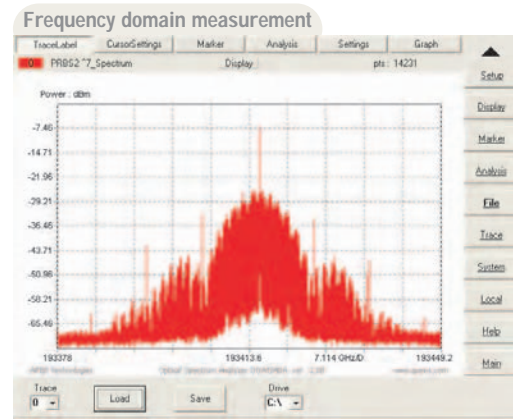 Frequency domain measurement
TraceLabel CursorSettings Marker Analysis Settings Graph
0 PRBS2^7_Spectrum Display pts : 14231
Power : dBm
-7.46
-14.71
-21.96
-29.21
-36.46
-43.71
-50.96
-58.21
-65.46
193378 193413.6 7.114 GHz/D 193449.2
Trace
0
Load
Save
Drive
C:\
Setup
Display
Marker
Analysis
File
Trace
System
Local
Help
Main